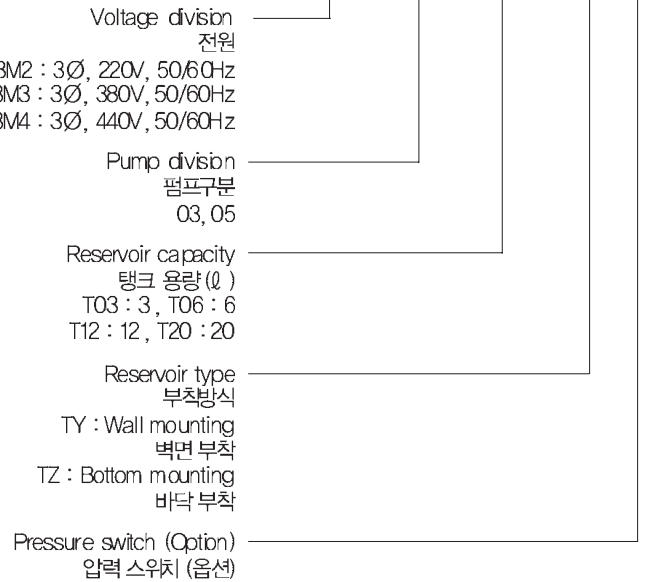 Voltage division
전원
3M2 : 3Ø, 220V, 50/60Hz
3M3 : 3Ø, 380V, 50/60Hz
3M4 : 3Ø, 440V, 50/60Hz
Pump division
펌프구분
03, 05
Reservoir capacity
탱크 용량 (ℓ )
T03 : 3 , T06 : 6
T12 : 12 , T20 : 20
Reservoir type
부착방식
TY : Wall mounting
벽면 부착
TZ : Bottom mounting
바닥 부착
Pressure switch (Option)
압력 스위치 (옵션)